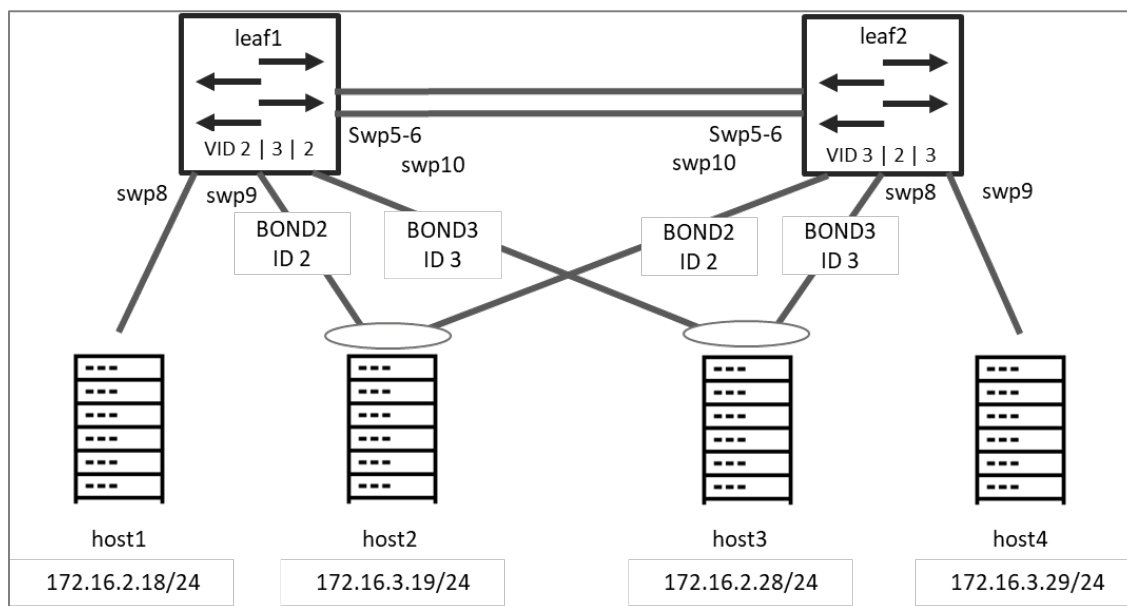 leaf1
leaf2
VID 2 | 3 | 2
VID 3 | 2 | 3
Swp5-6
Swp5-6
swp10
swp10
swp8
swp9
swp8
swp9
BOND2
ID 2
BOND3
ID 3
BOND2
ID 2
BOND3
ID 3
host1
host2
host3
host4
172.16.2.18/24
172.16.3.19/24
172.16.2.28/24
172.16.3.29/24